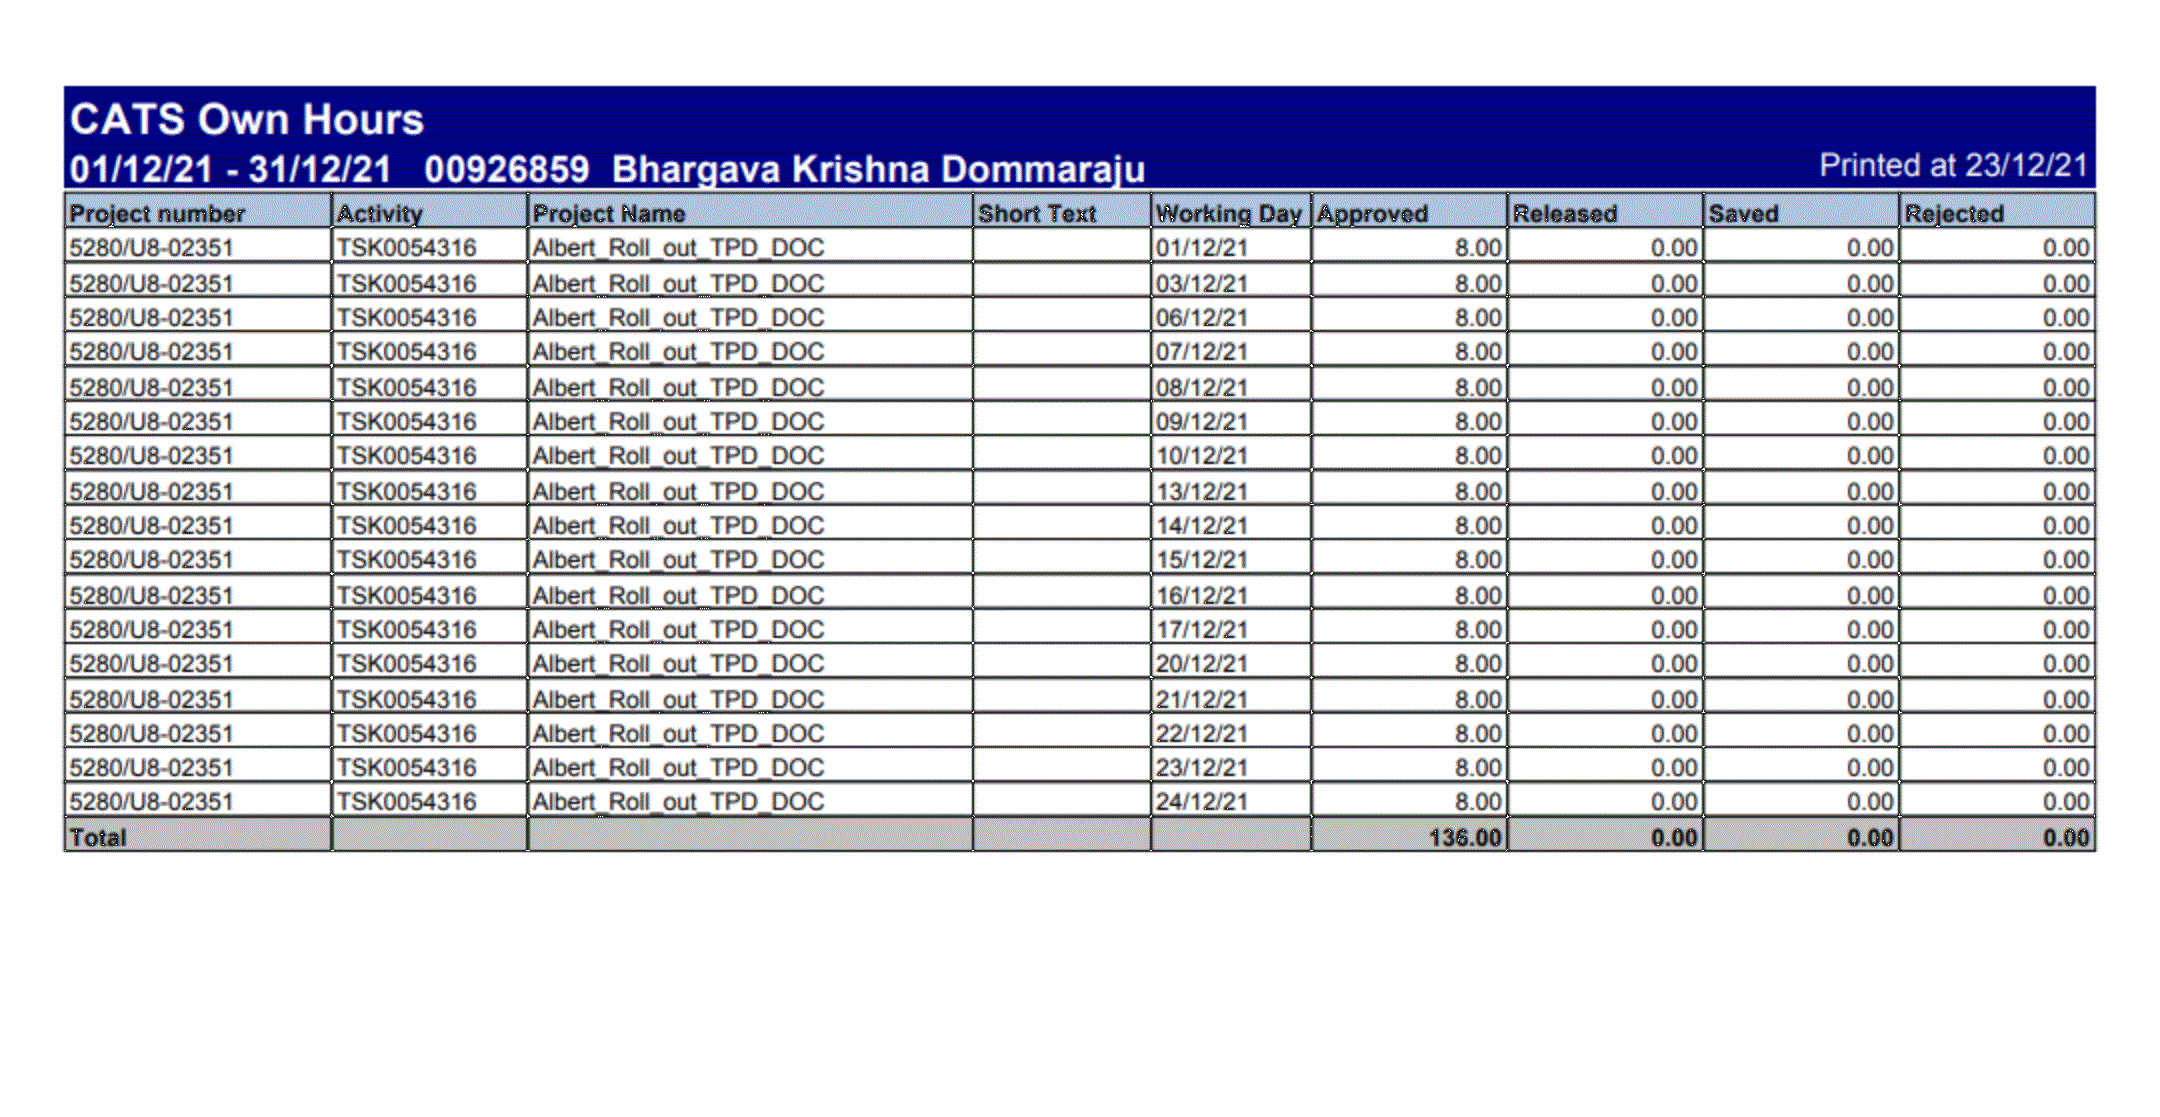 CATS Own Hours
01/12/21 - 31/12/21 00926859 Bhargava Krishna Dommaraju Printed at 23/12/21
Project number Activity Project Name Short Text Working Day Approved Released Saved Rejected
5280/U8-02351 TSK0054316 Albert_Roll_out_TPD_DOC 01/12/21 8.00 0.00 0.00 0.00
5280/U8-02351 TSK0054316 Albert_Roll_out_TPD_DOC 03/12/21 8.00 0.00 0.00 0.00
5280/U8-02351 TSK0054316 Albert_Roll_out_TPD_DOC 06/12/21 8.00 0.00 0.00 0.00
5280/U8-02351 TSK0054316 Albert_Roll_out_TPD_DOC 07/12/21 8.00 0.00 0.00 0.00
5280/U8-02351 TSK0054316 Albert_Roll_out_TPD_DOC 08/12/21 8.00 0.00 0.00 0.00
5280/U8-02351 TSK0054316 Albert_Roll_out_TPD_DOC 09/12/21 8.00 0.00 0.00 0.00
5280/U8-02351 TSK0054316 Albert_Roll_out_TPD_DOC 10/12/21 8.00 0.00 0.00 0.00
5280/U8-02351 TSK0054316 Albert_Roll_out_TPD_DOC 13/12/21 8.00 0.00 0.00 0.00
5280/U8-02351 TSK0054316 Albert_Roll_out_TPD_DOC 14/12/21 8.00 0.00 0.00 0.00
5280/U8-02351 TSK0054316 Albert_Roll_out_TPD_DOC 15/12/21 8.00 0.00 0.00 0.00
5280/U8-02351 TSK0054316 Albert_Roll_out_TPD_DOC 16/12/21 8.00 0.00 0.00 0.00
5280/U8-02351 TSK0054316 Albert_Roll_out_TPD_DOC 17/12/21 8.00 0.00 0.00 0.00
5280/U8-02351 TSK0054316 Albert_Roll_out_TPD_DOC 20/12/21 8.00 0.00 0.00 0.00
5280/U8-02351 TSK0054316 Albert_Roll_out_TPD_DOC 21/12/21 8.00 0.00 0.00 0.00
5280/U8-02351 TSK0054316 Albert_Roll_out_TPD_DOC 22/12/21 8.00 0.00 0.00 0.00
5280/U8-02351 TSK0054316 Albert_Roll_out_TPD_DOC 23/12/21 8.00 0.00 0.00 0.00
5280/U8-02351 TSK0054316 Albert_Roll_out_TPD_DOC 24/12/21 8.00 0.00 0.00 0.00
Total 136.00 0.00 0.00 0.00